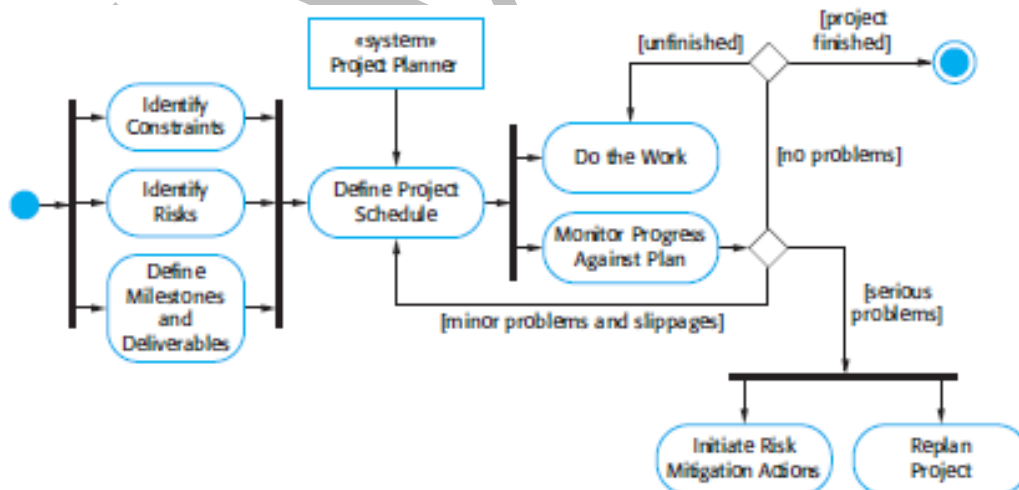 «system»
Project Planner
[unfinished]
[project
finished]
Identify
Constraints
Identify
Risks
Define
Milestones
and
Deliverables
Define Project
Schedule
Do the Work
[no problems]
Monitor Progress
Against Plan
[minor problems and slippages]
[serious
problems]
Initiate Risk
Mitigation Actions
Replan
Project